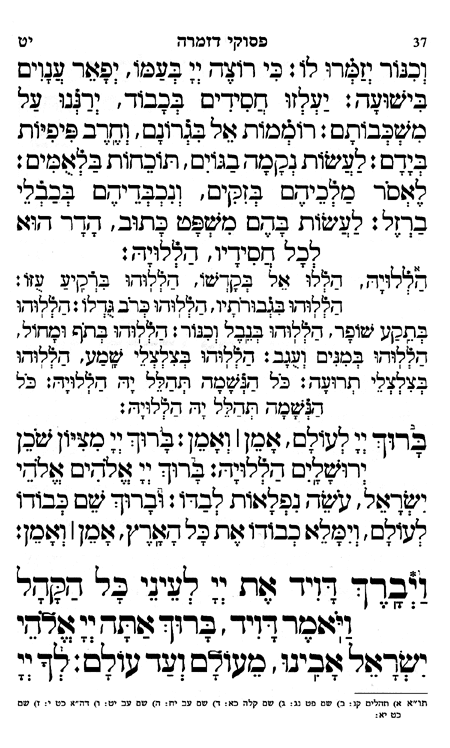 37 פסוקי דזמרה יט
וְכִנּוֹר יְזַמְּרוּ לוֹ: כִּי רוֹצֶה יְיָ בְּעַמּוֹ, יְפָאֵר עֲנָוִים
בִּישׁוּעָה: יַעְלְזוּ חֲסִידִים בְּכָבוֹד, יְרַנְּנוּ עַל
מִשְׁכְּבוֹתָם: רוֹמְמוֹת אֵל בִּגְרוֹנָם, וְחֶרֶב פִּיפִיּוֹת
בְּיָדָם: לַעֲשׂוֹת נְקָמָה בַגּוֹיִם, תּוֹכֵחוֹת בַּלְאֻמִּים:
לֶאְסֹר מַלְכֵיהֶם בְּזִקִּים, וְנִכְבְּדֵיהֶם בְּכַבְלֵי
בַרְזֶל: לַעֲשׂוֹת בָּהֶם מִשְׁפָּט כָּתוּב, הָדָר הוּא
לְכָל חֲסִידָיו, הַלְלוּיָהּ:
הַלְלוּיָהּ, הַלְלוּ אֵל בְּקָדְשׁוֹ, הַלְלוּהוּ בִּרְקִיעַ עֻזּוֹ:
הַלְלוּהוּ בִּגְבוּרֹתָיו, הַלְלוּהוּ כְּרֹב גֻּדְלוֹ: הַלְלוּהוּ
בְּתֵקַע שׁוֹפָר, הַלְלוּהוּ בְּנֵבֶל וְכִנּוֹר: הַלְלוּהוּ בְּתֹף וּמָחוֹל,
הַלְלוּהוּ בְּמִנִּים וְעֻגָב: הַלְלוּהוּ בְּצִלְצְלֵי שָׁמַע, הַלְלוּהוּ
בְּצִלְצְלֵי תְרוּעָה: כֹּל הַנְּשָׁמָה תְּהַלֵּל יָהּ הַלְלוּיָהּ: כֹּל
הַנְּשָׁמָה תְּהַלֵּל יָהּ הַלְלוּיָהּ:
בָּרוּךְ יְיָ לְעוֹלָם, אָמֵן | וְאָמֵן: בָּרוּךְ יְיָ מִצִּיּוֹן שֹׁכֵן
יְרוּשָׁלָיִם הַלְלוּיָהּ: בָּרוּךְ יְיָ אֱלֹהִים אֱלֹהֵי
יִשְׂרָאֵל, עֹשֵׂה נִפְלָאוֹת לְבַדּוֹ: וּבָרוּךְ שֵׁם כְּבוֹדוֹ
לְעוֹלָם, וְיִמָּלֵא כְבוֹדוֹ אֶת כָּל הָאָרֶץ, אָמֵן | וְאָמֵן:
וַיְבָרֶךְ דָּוִיד אֶת יְיָ לְעֵינֵי כָּל הַקָּהָל
וַיֹּאמֶר דָּוִיד, בָּרוּךְ אַתָּה יְיָ אֱלֹהֵי
יִשְׂרָאֵל אָבִינוּ, מֵעוֹלָם וְעַד עוֹלָם: לְךָ יְיָ
תו״א א) תהלים קנ: ב) שם פט נג: ג) שם קלה כא: ד) שם עב יח: ה) שם עב יט: ו) דה״א כט י: ז) שם
כט יא: